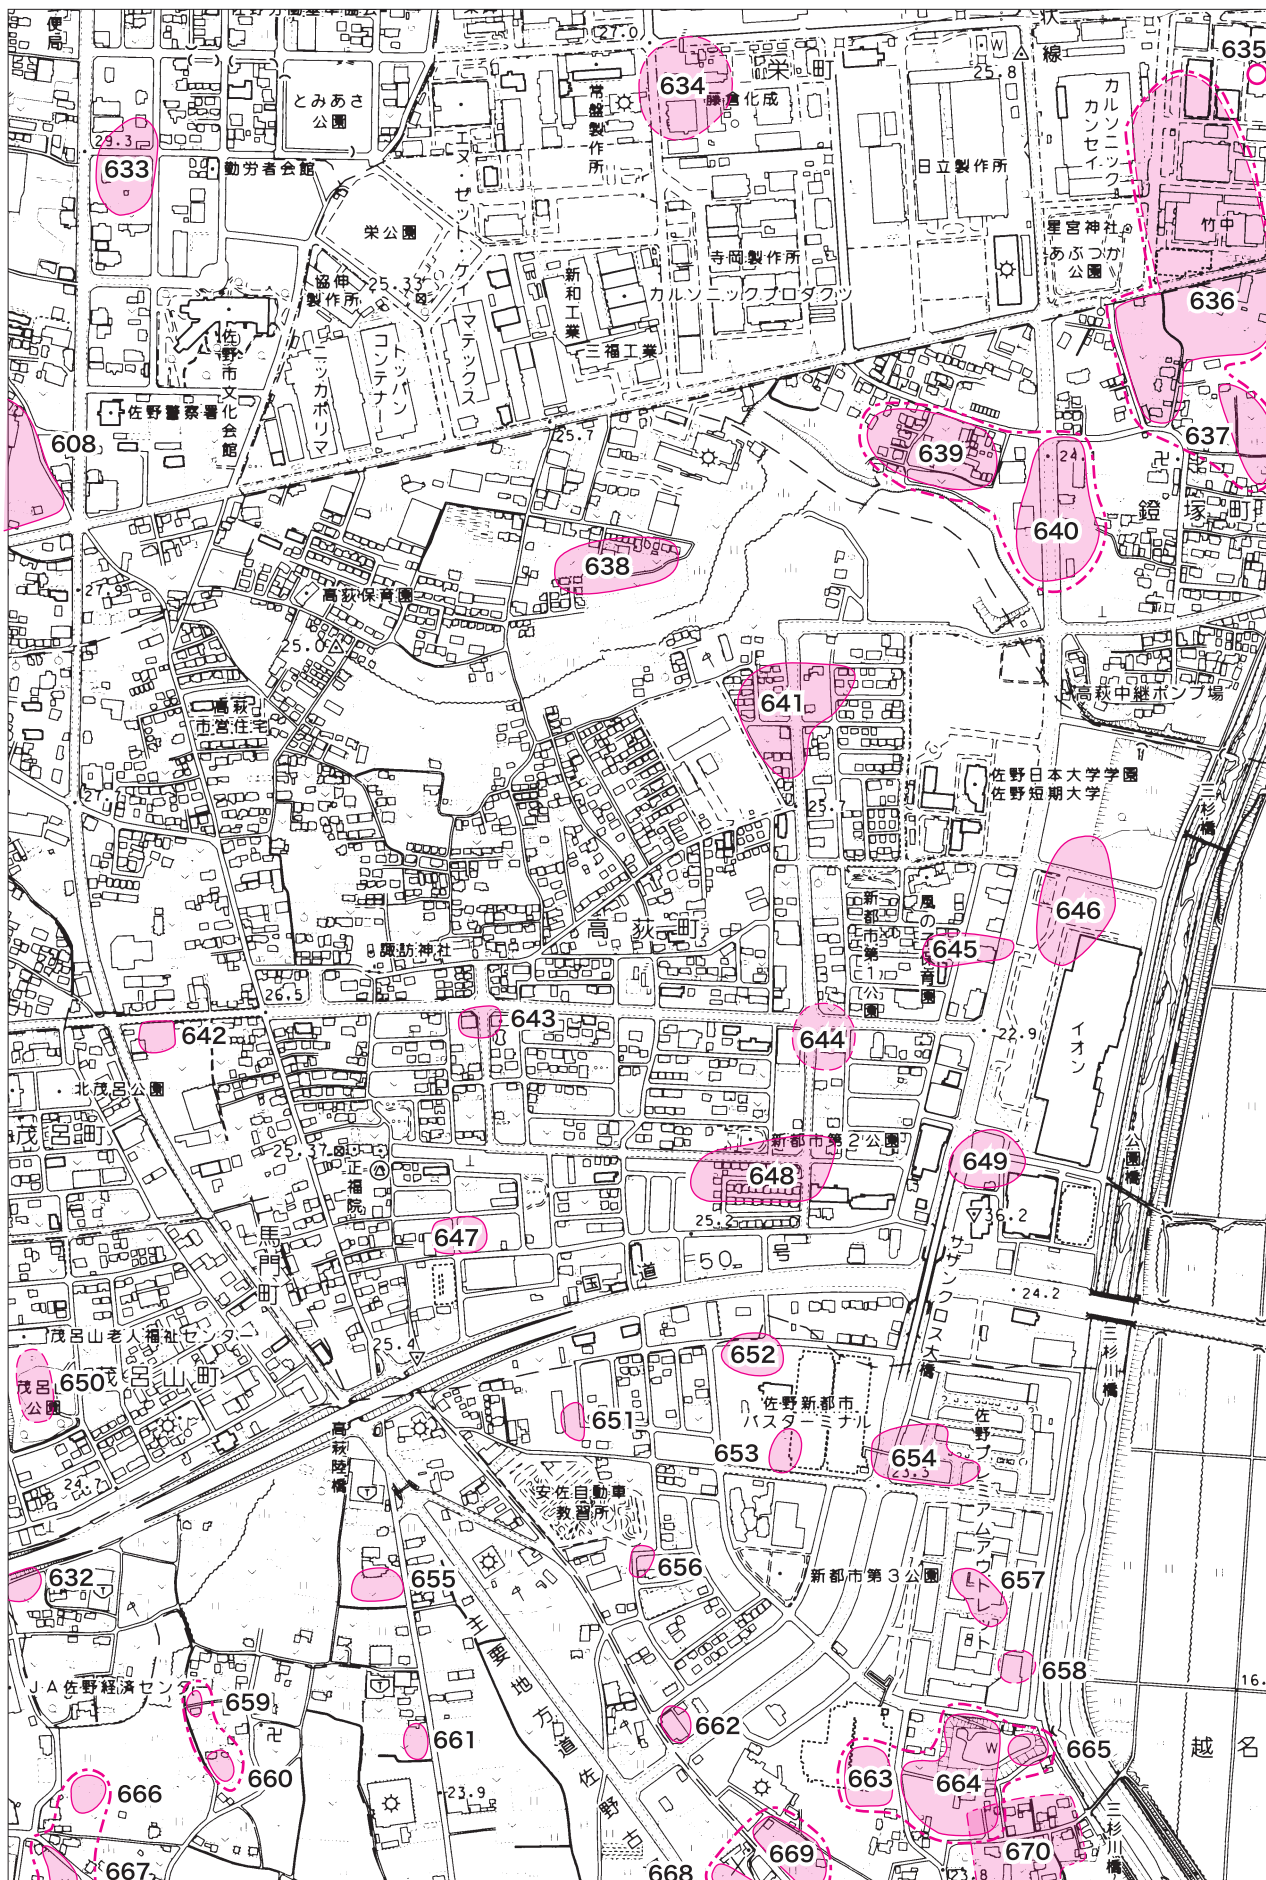 便局
27.0
状
線
W
25.8
635
634
栄町
藤倉化成
常盤製作所
とみあさ
公園
エヌ・ゼット・ケイ
カルソニック
カンセイ
29.3
633
勤労者会館
日立製作所
栄公園
星宮神社
あぶつか
公園
竹中
寺岡製作所
協伸
製作所
25.33
新和工業
カルソニックプロダクツ
636
マテックス
トッパン
コンテナー
ニッカポリマ
三福工業
佐野市文化会館
佐野警察署
608
25.7
639
637
24
640
鐙塚町
638
27.9
高萩保育園
25.0
高萩
市営住宅
641
高萩中継ポンプ場
佐野日本大学学園
佐野短期大学
三杉橋
25.7
新都市第1公園
646
高萩町
諏訪神社
645
26.5
643
642
644
22.9
イオン
北茂呂公園
茂呂町
新都市第2公園
25.37
正福院
648
649
公園橋
25.2
36.2
647
馬門町
国道50号
サザンクロス大橋
24.2
茂呂山老人福祉センター
25.4
652
三杉川橋
茂呂山町
650
茂呂
公園
佐野新都市
バスターミナル
651
653
654
23.3
佐野プレミアムアウトレット
高萩陸橋
24.7
安佐自動車
教習所
632
655
656
新都市第3公園
657
主要地方道佐野古
658
JA佐野経済センター
659
16.
661
662
665
越名
W
660
663
664
666
23.9
三杉川橋
667
668
669
670
23.8